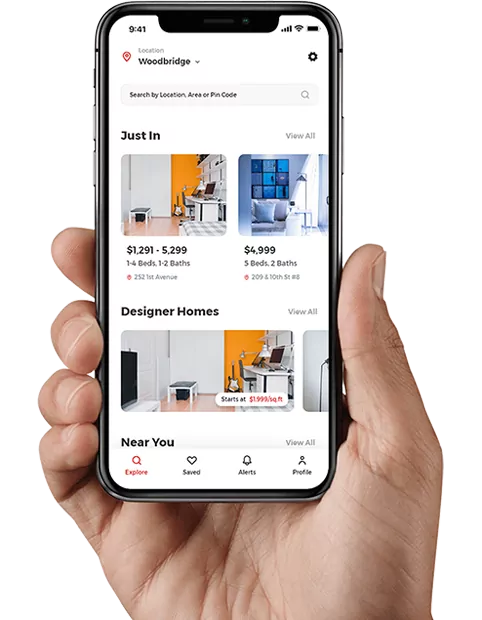 9:41
Location
Woodbridge
Search by Location, Area or Pin Code
Just In
View All
$1,291 - 5,299
1-4 Beds, 1-2 Baths
252 1st Avenue
$4,999
5 Beds, 2 Baths
209 & 10th St #8
Designer Homes
View All
Starts at $1.999/sq.ft
Near You
View All
Explore
Saved
Alerts
Profile